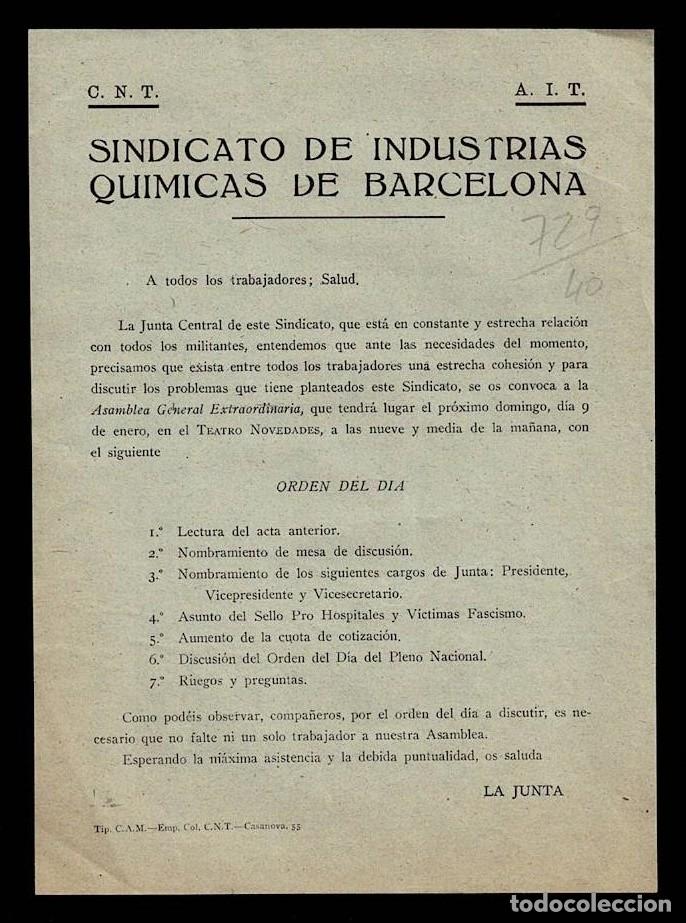 C. N. T.
A. I. T.
SINDICATO DE INDUSTRIAS
QUIMICAS DE BARCELONA
729
40
A todos los trabajadores; Salud.
La Junta Central de este Sindicato, que está en constante y estrecha relación
con todos los militantes, entendemos que ante las necesidades del momento,
precisamos que exista entre todos los trabajadores una estrecha cohesión y para
discutir los problemas que tiene planteados este Sindicato, se os convoca a la
Asamblea General Extraordinaria, que tendrá lugar el próximo domingo, día 9
de enero, en el TEATRO NOVEDADES, a las nueve y media de la mañana, con
el siguiente
ORDEN DEL DIA
1.º Lectura del acta anterior.
2.º Nombramiento de mesa de discusión.
3.º Nombramiento de los siguientes cargos de Junta: Presidente,
Vicepresidente y Vicesecretario.
4.º Asunto del Sello Pro Hospitales y Víctimas Fascismo.
5.º Aumento de la cuota de cotización.
6.º Discusión del Orden del Día del Pleno Nacional.
7.º Ruegos y preguntas.
Como podéis observar, compañeros, por el orden del día a discutir, es ne-
cesario que no falte ni un solo trabajador a nuestra Asamblea.
Esperando la máxima asistencia y la debida puntualidad, os saluda
LA JUNTA
Tip. C.A.M.—Emp. Col. C.N.T.—Casanova, 55
todocoleccion